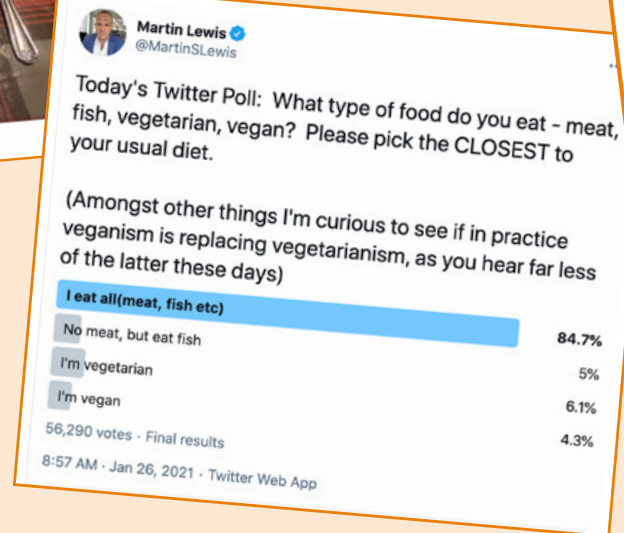 Martin Lewis
@MartinSLewis
Today's Twitter Poll: What type of food do you eat - meat,
fish, vegetarian, vegan? Please pick the CLOSEST to
your usual diet.
(Amongst other things I'm curious to see if in practice
veganism is replacing vegetarianism, as you hear far less
of the latter these days)
I eat all(meat, fish etc) 84.7%
No meat, but eat fish 5%
I'm vegetarian 6.1%
I'm vegan 4.3%
56,290 votes · Final results
8:57 AM · Jan 26, 2021 · Twitter Web App